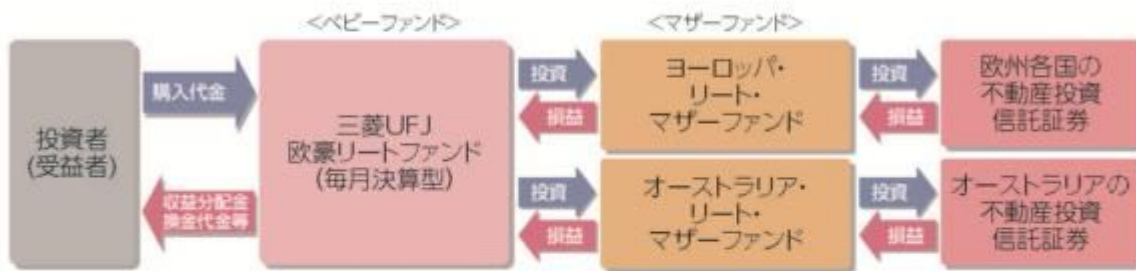 <ベビーファンド>
<マザーファンド>
投資者
(受益者)
購入代金
収益分配金
換金代金等
三菱UFJ
欧豪リートファンド
(毎月決算型)
投資
損益
ヨーロッパ・
リート・
マザーファンド
投資
損益
欧州各国の
不動産投資
信託証券
投資
損益
オーストラリア・
リート・
マザーファンド
投資
損益
オーストラリアの
不動産投資
信託証券